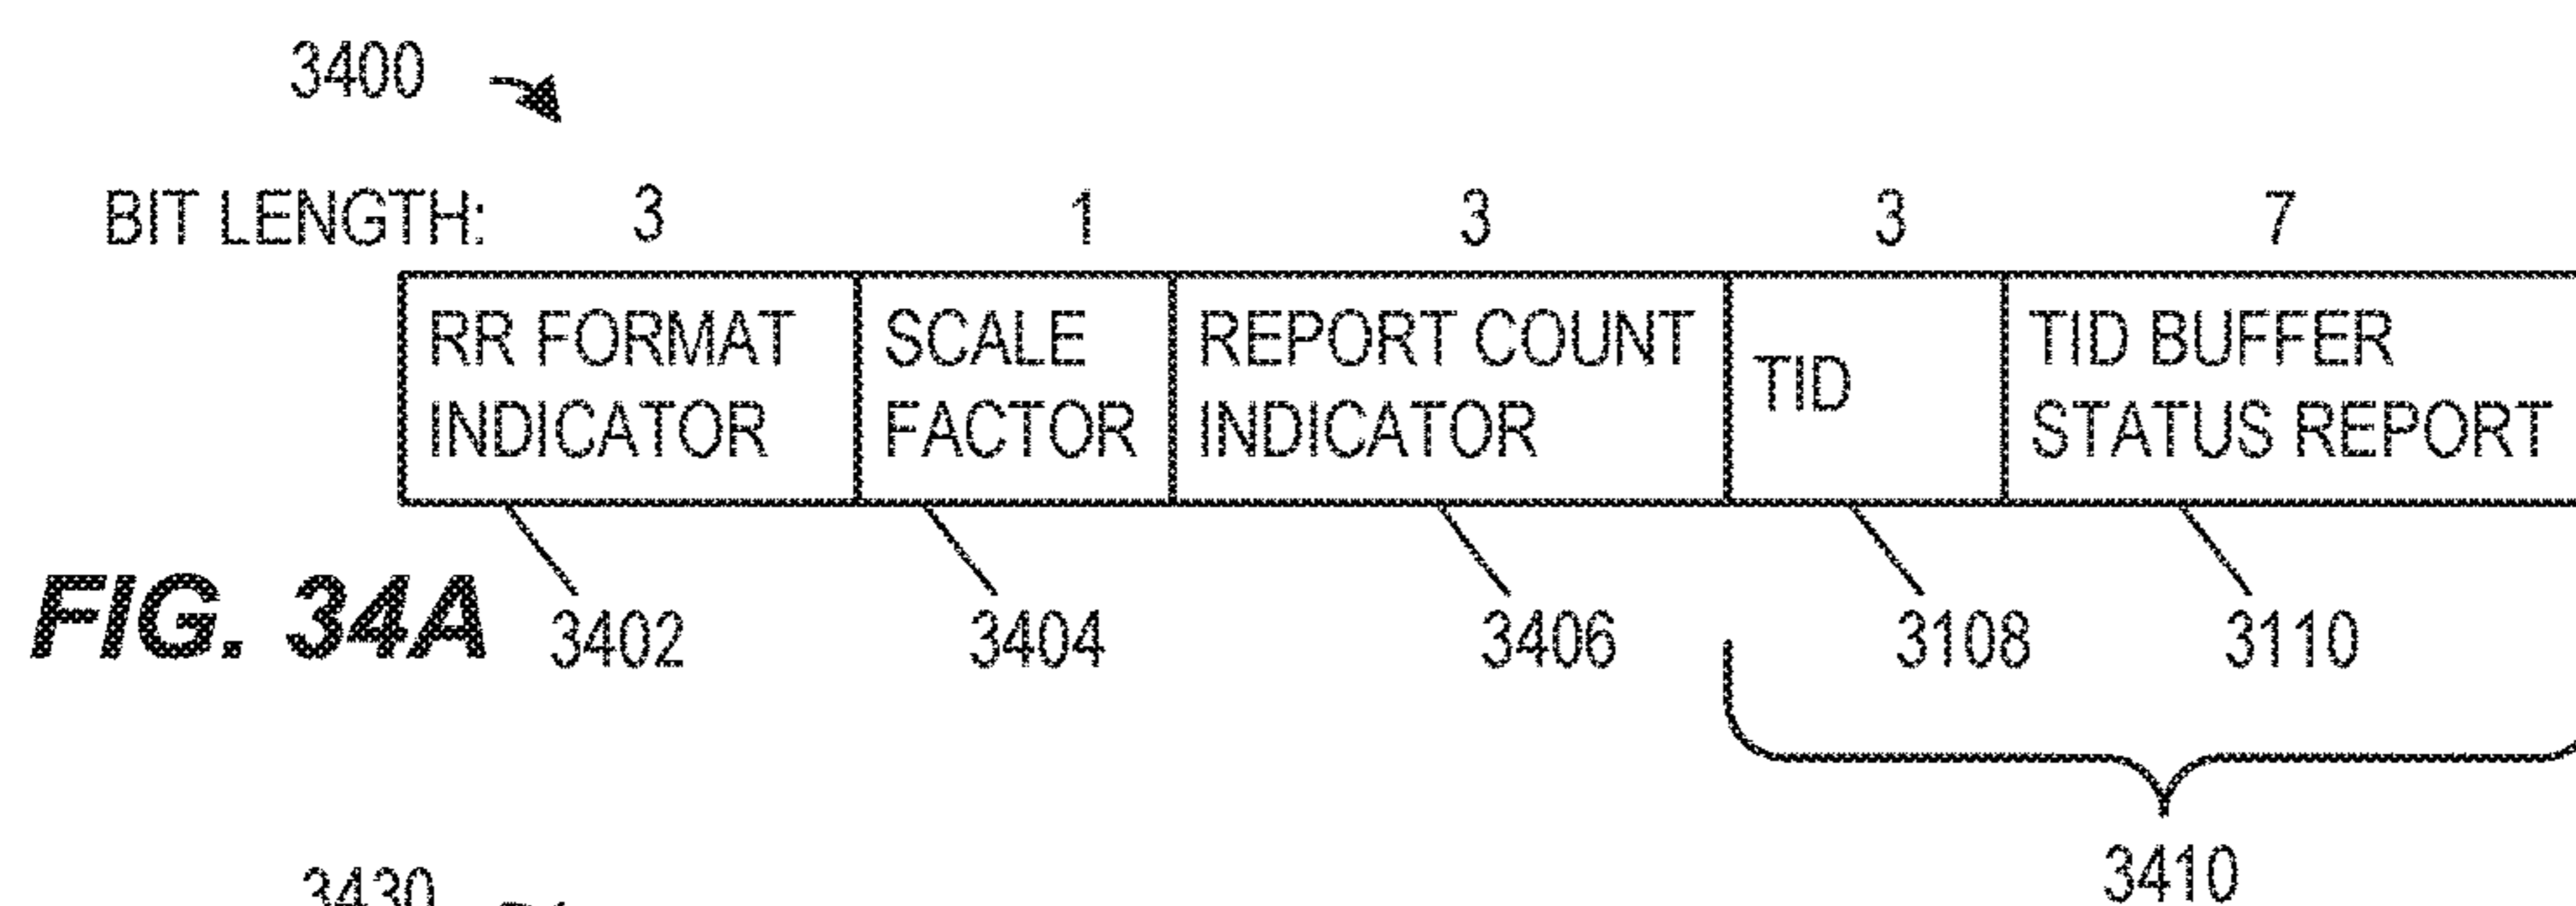 3400
BIT LENGTH: 3 1 3 3 7
RR FORMAT INDICATOR
SCALE FACTOR
REPORT COUNT INDICATOR
TID
TID BUFFER STATUS REPORT
FIG. 34A
3402 3404 3406 3108 3110
3410
3430